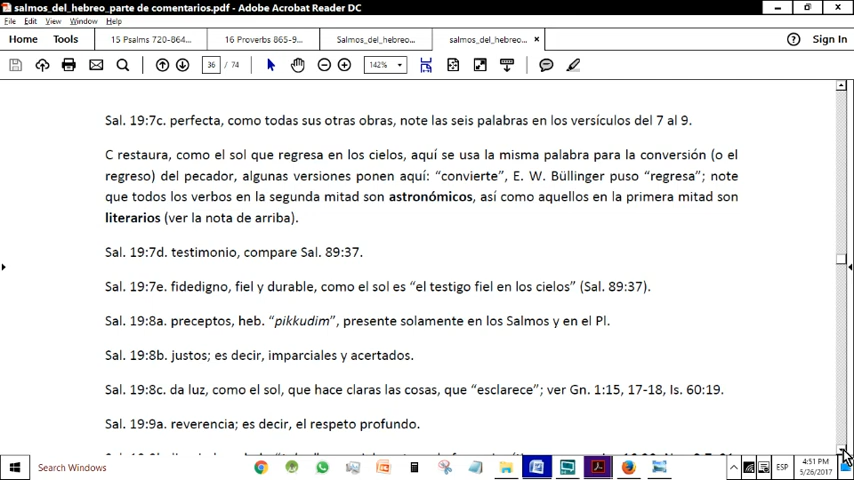 salmos_del_hebreo_parte de comentarios.pdf - Adobe Acrobat Reader DC
File Edit View Window Help
Home Tools 15 Psalms 720-864... 16 Proverbs 865-9... Salmos_del_hebreo... salmos_del_hebreo... × ? Sign In
36 / 74 142%
Sal. 19:7c. perfecta, como todas sus otras obras, note las seis palabras en los versículos del 7 al 9.
C restaura, como el sol que regresa en los cielos, aquí se usa la misma palabra para la conversión (o el
regreso) del pecador, algunas versiones ponen aquí: “convierte”, E. W. Büllinger puso “regresa”; note
que todos los verbos en la segunda mitad son astronómicos, así como aquellos en la primera mitad son
literarios (ver la nota de arriba).
Sal. 19:7d. testimonio, compare Sal. 89:37.
Sal. 19:7e. fidedigno, fiel y durable, como el sol es “el testigo fiel en los cielos” (Sal. 89:37).
Sal. 19:8a. preceptos, heb. “pikkudim”, presente solamente en los Salmos y en el Pl.
Sal. 19:8b. justos; es decir, imparciales y acertados.
Sal. 19:8c. da luz, como el sol, que hace claras las cosas, que “esclarece”; ver Gn. 1:15, 17-18, Is. 60:19.
Sal. 19:9a. reverencia; es decir, el respeto profundo.
Search Windows ESP 4:51 PM
5/26/2017